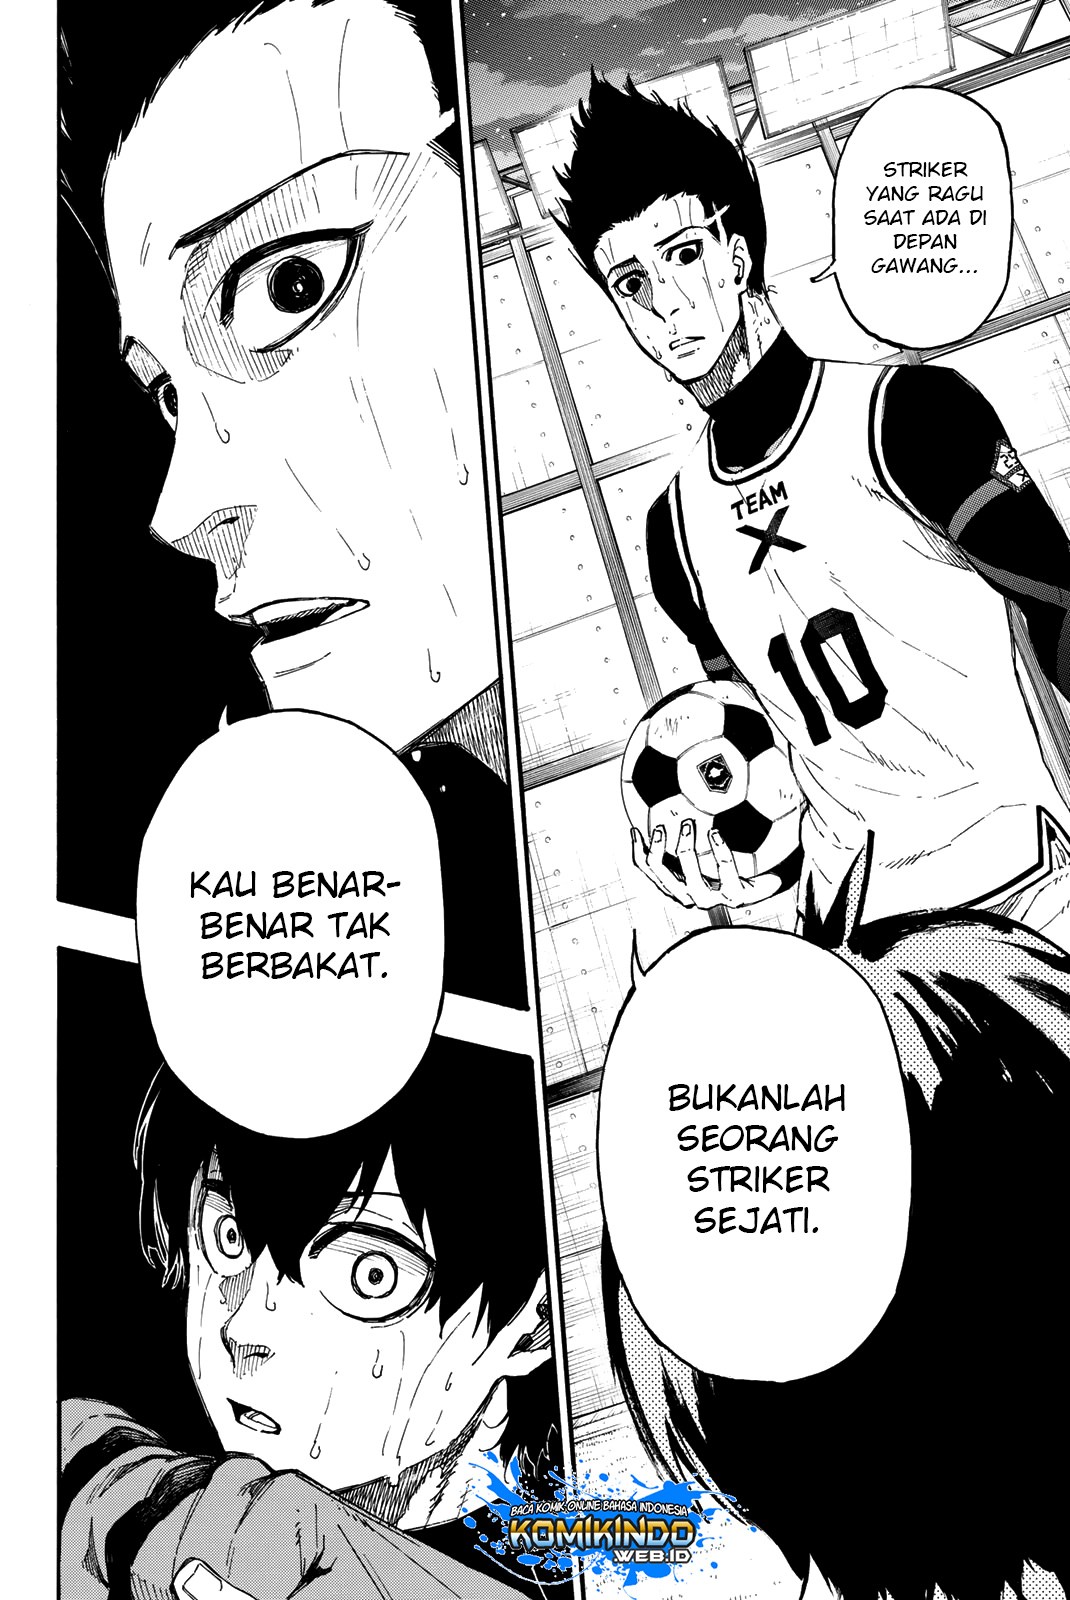 STRIKER
YANG RAGU
SAAT ADA DI
DEPAN
GAWANG...
TEAM
X
10
BUKANLAH
SEORANG
STRIKER
SEJATI.
KAU BENAR-
BENAR TAK
BERBAKAT.
BACA KOMIK ONLINE BAHASA INDONESIA
KOMIKINDO
WEB.ID